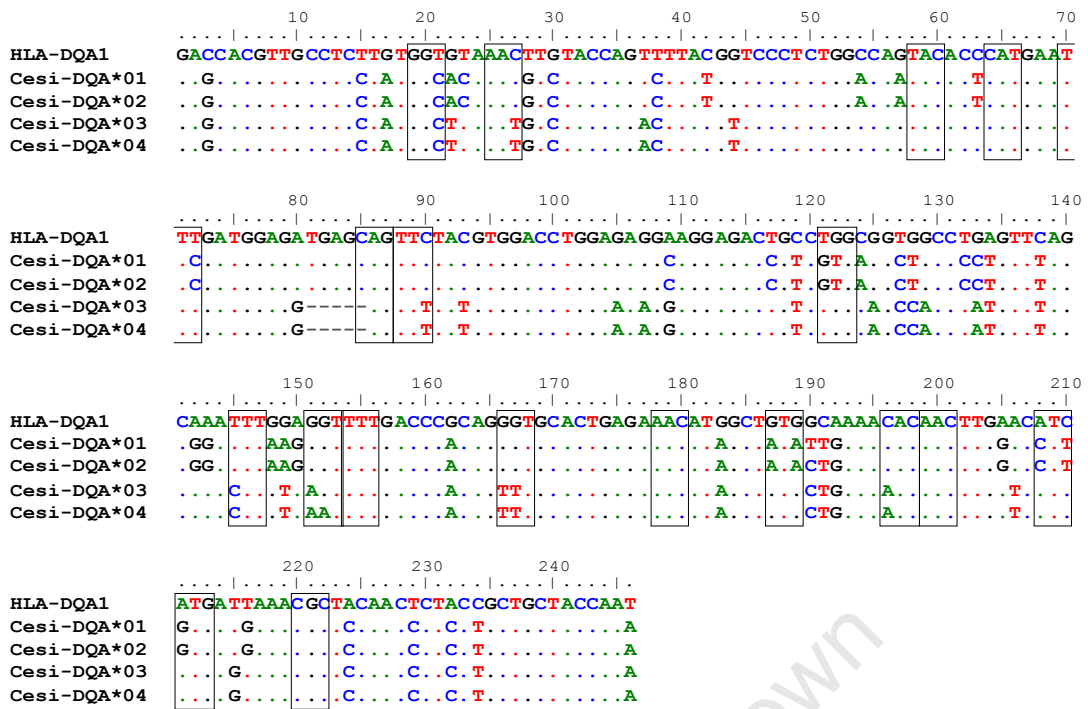 10 20 30 40 50 60 70
HLA-DQA1 GACCACGTTGCCTCTTGTGGTGTAAACTTGTACCAGTTTTACGGTCCCTCTGGCCAGTACACCCATGAAT
Cesi-DQA*01 ..G...........C.A...CAC....G.C.......C...T...........A..A.....T.......
Cesi-DQA*02 ..G...........C.A...CAC....G.C.......C...T...........A..A.....T.......
Cesi-DQA*03 ..G...........C.A...CT....TG.C......AC.....T..........................
Cesi-DQA*04 ..G...........C.A...CT....TG.C......AC.....T..........................
80 90 100 110 120 130 140
HLA-DQA1 TTGATGGAGATGAGCAGTTCTACGTGGACCTGGAGAGGAAGGAGACTGCCTGGCGGTGGCCTGAGTTCAG
Cesi-DQA*01 .C....................................C.......C.T.GT.A..CT...CCT...T..
Cesi-DQA*02 .C....................................C.......C.T.GT.A..CT...CCT...T..
Cesi-DQA*03 .........G-----....T..T...........A.A.G.........T.....A.CCA...AT...T..
Cesi-DQA*04 .........G-----....T..T...........A.A.G.........T.....A.CCA...AT...T..
150 160 170 180 190 200 210
HLA-DQA1 CAAATTTGGAGGTTTTGACCCGCAGGGTGCACTGAGAAACATGGCTGTGGCAAAACACAACTTGAACATC
Cesi-DQA*01 .GG....AAG...........A....................A...A.ATTG............G..C.T
Cesi-DQA*02 .GG....AAG...........A....................A...A.ACTG............G..C.T
Cesi-DQA*03 ....C...T.A..........A...TT...............A......CTG...A.........T....
Cesi-DQA*04 ....C...T.AA.........A...TT...............A......CTG...A.........T....
220 230 240
HLA-DQA1 ATGATTAAACGCTACAACTCTACCGCTGCTACCAAT
Cesi-DQA*01 G....G.......C....C..C.T...........A
Cesi-DQA*02 G....G.......C....C..C.T...........A
Cesi-DQA*03 ....G........C....C..C.T...........A
Cesi-DQA*04 ....G........C....C..C.T...........A
own